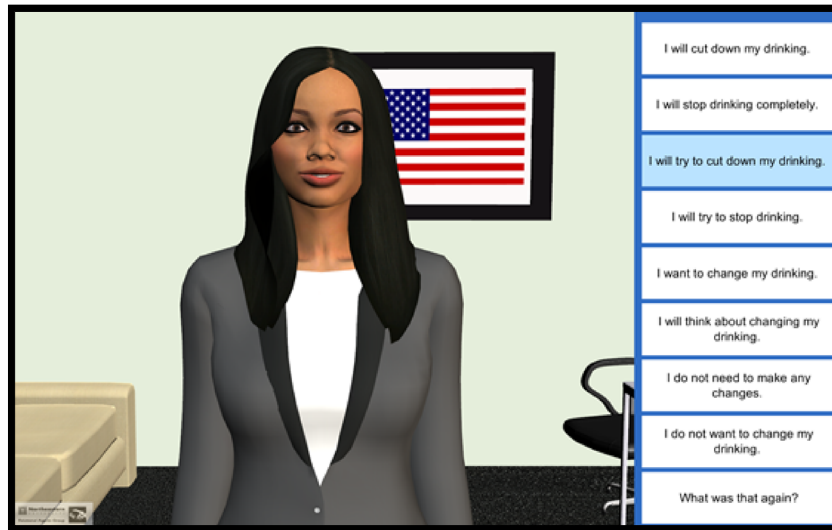 I will cut down my drinking.
I will stop drinking completely.
I will try to cut down my drinking.
I will try to stop drinking.
I want to change my drinking.
I will think about changing my
drinking.
I do not need to make any
changes.
I do not want to change my
drinking.
What was that again?
Northeastern